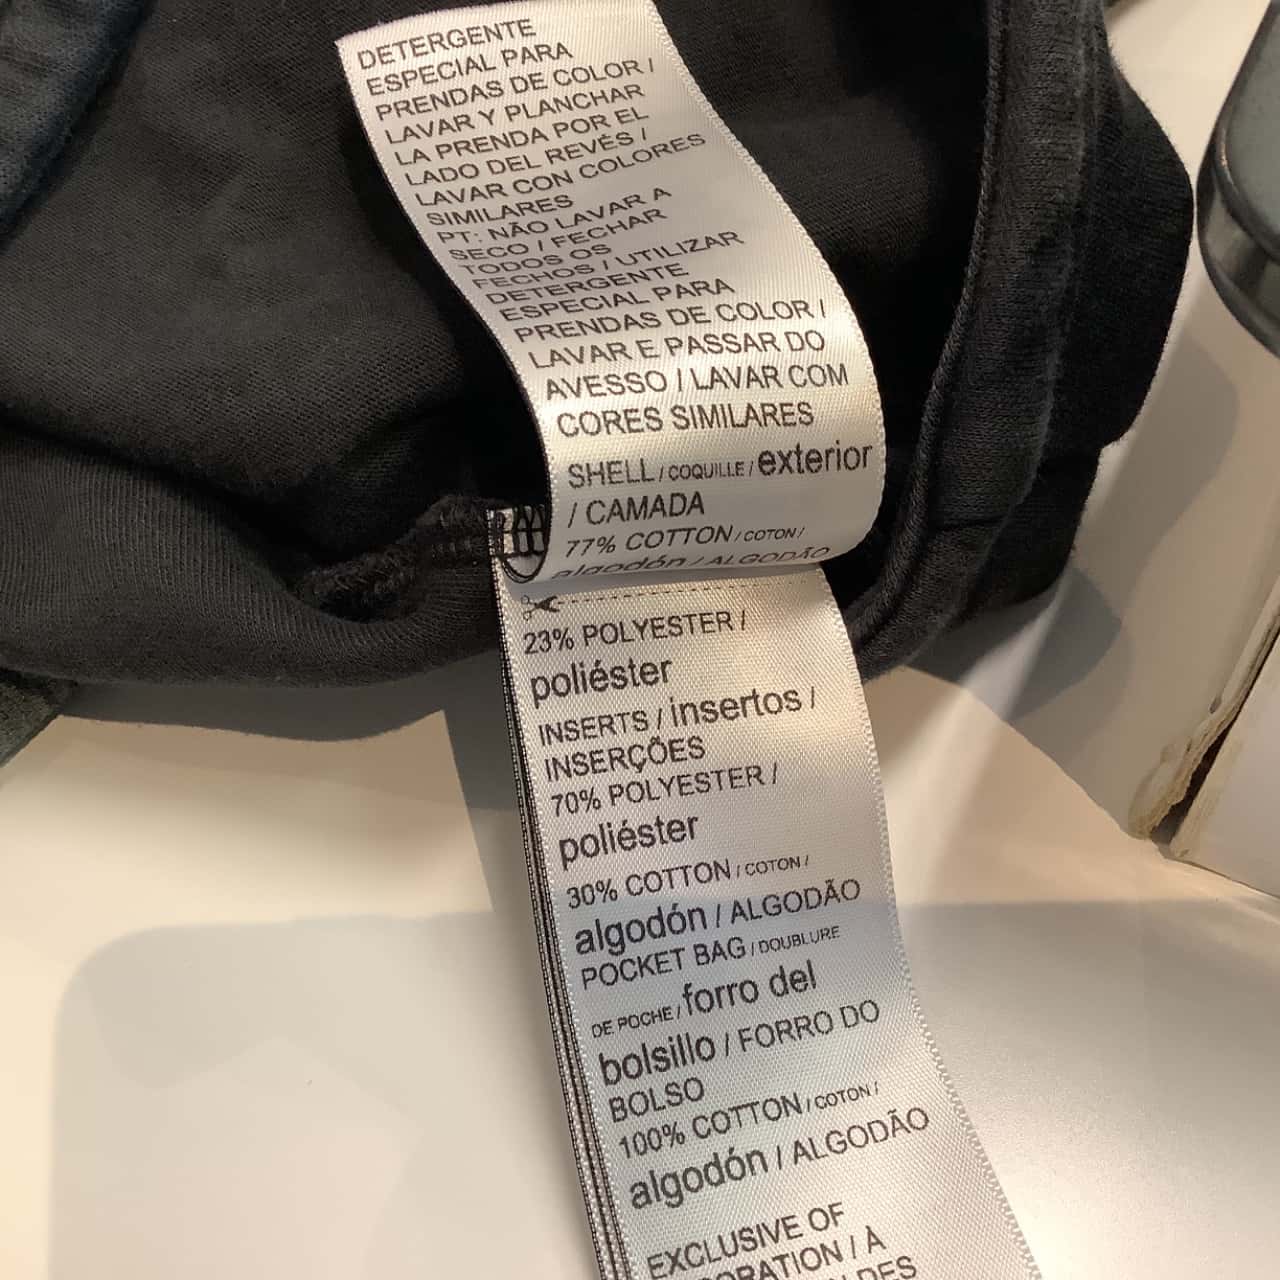 DETERGENTE
ESPECIAL PARA
PRENDAS DE COLOR /
LAVAR Y PLANCHAR
LA PRENDA POR EL
LADO DEL REVÉS /
LAVAR CON COLORES
SIMILARES
PT: NÃO LAVAR A
SECO / FECHAR
TODOS OS
FECHOS / UTILIZAR
DETERGENTE
ESPECIAL PARA
PRENDAS DE COLOR /
LAVAR E PASSAR DO
AVESSO / LAVAR COM
CORES SIMILARES
SHELL / COQUILLE / exterior
/ CAMADA
77% COTTON / COTON /
algodón / ALGODÃO
23% POLYESTER /
poliéster
INSERTS / insertos /
INSERÇÕES
70% POLYESTER /
poliéster
30% COTTON / COTON /
algodón / ALGODÃO
POCKET BAG / DOUBLURE
DE POCHE / forro del
bolsillo / FORRO DO
BOLSO
100% COTTON / COTON /
algodón / ALGODÃO
EXCLUSIVE OF
/ À